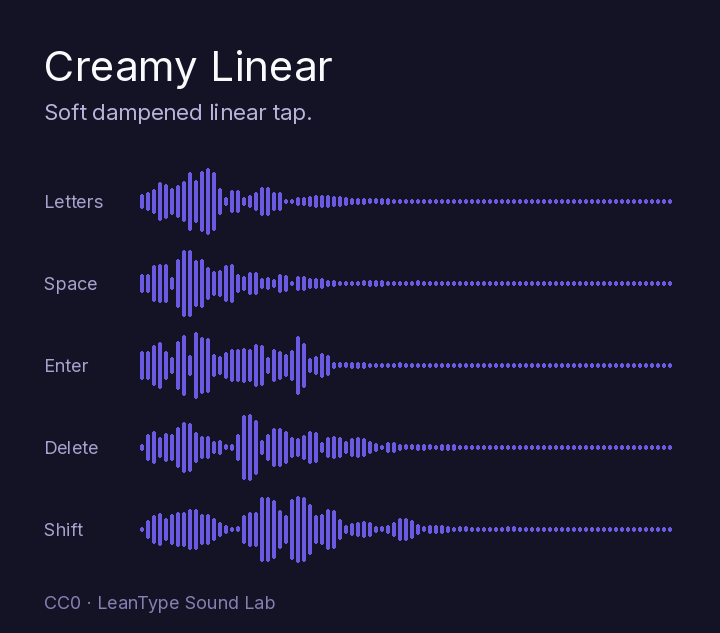 Creamy Linear
Soft dampened linear tap.
Letters
Space
Enter
Delete
Shift
CC0 · LeanType Sound Lab